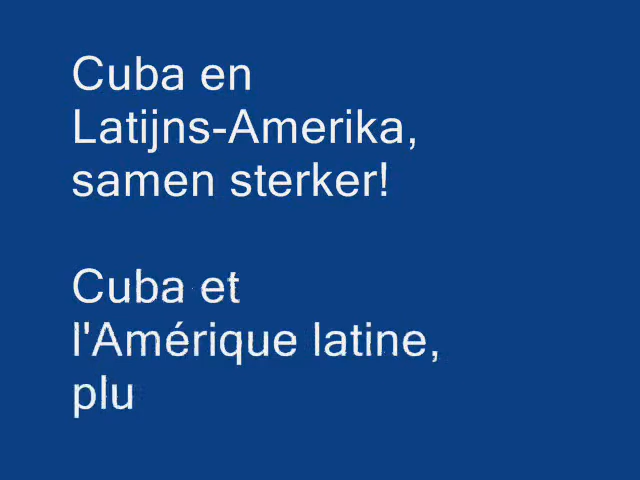 Cuba en
Latijns-Amerika,
samen sterker!
Cuba et
l'Amérique latine,
plu